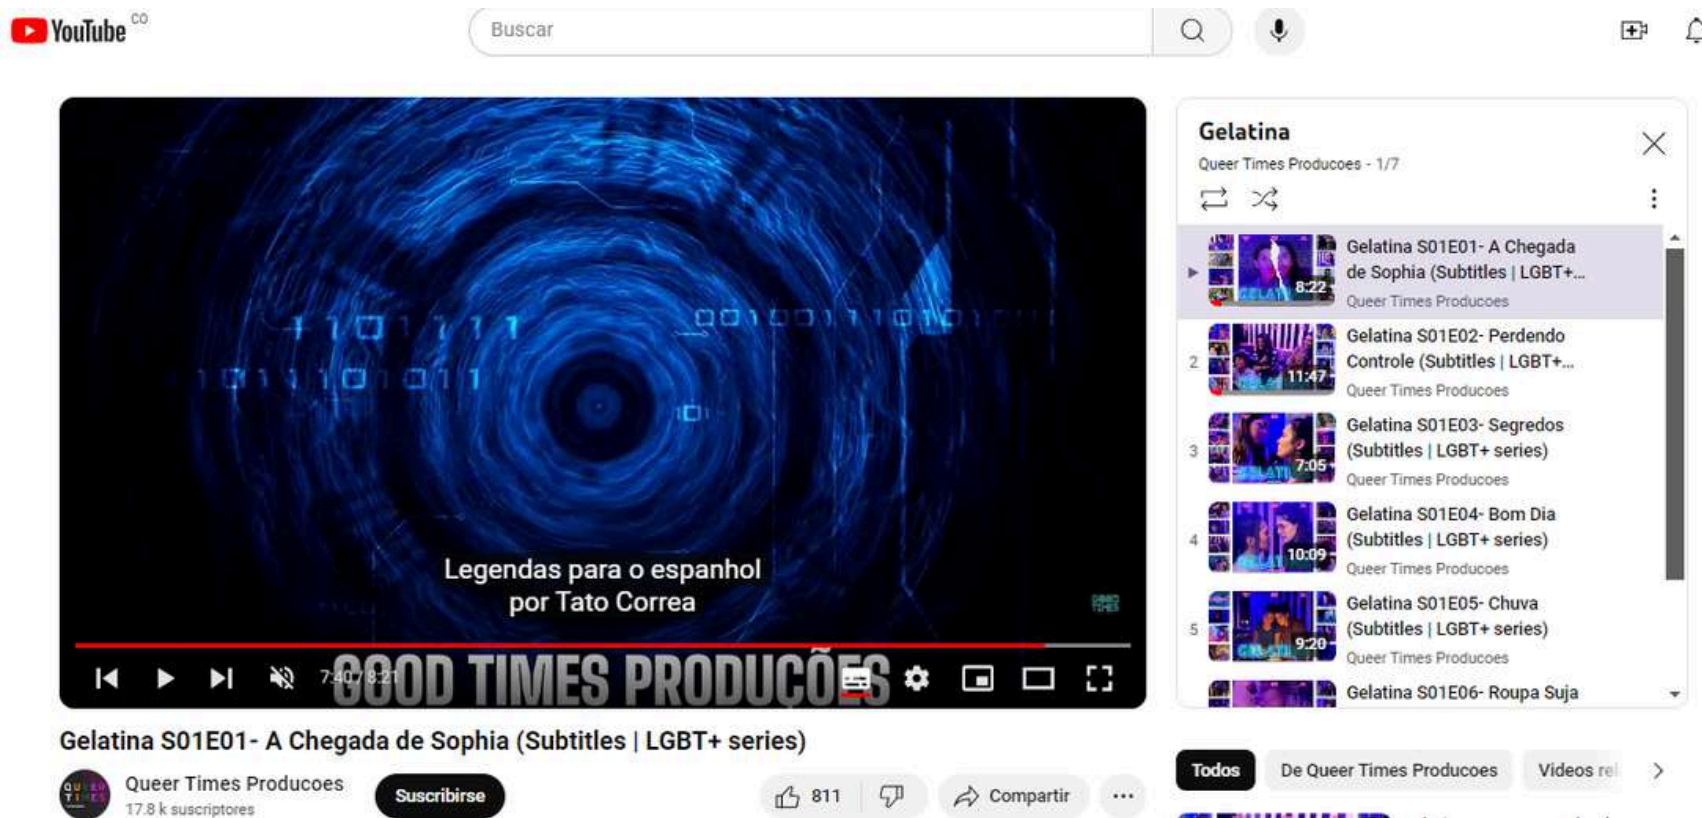 YouTube CO
Buscar
Legendas para o espanhol
por Tato Correa
GOOD TIMES
7:40 / 8:21
GOOD TIMES PRODUÇÕES
Gelatina S01E01- A Chegada de Sophia (Subtitles | LGBT+ series)
QUEER
TIMES
Queer Times Producoes
17.8 k suscriptores
Suscribirse
811
Compartir
Gelatina
Queer Times Producoes - 1/7
8:22
Gelatina S01E01- A Chegada
de Sophia (Subtitles | LGBT+...
Queer Times Producoes
2
11:47
Gelatina S01E02- Perdendo
Controle (Subtitles | LGBT+...
Queer Times Producoes
3
7:05
Gelatina S01E03- Segredos
(Subtitles | LGBT+ series)
Queer Times Producoes
4
10:09
Gelatina S01E04- Bom Dia
(Subtitles | LGBT+ series)
Queer Times Producoes
5
9:20
Gelatina S01E05- Chuva
(Subtitles | LGBT+ series)
Queer Times Producoes
Gelatina S01E06- Roupa Suja
Todos
De Queer Times Producoes
Videos